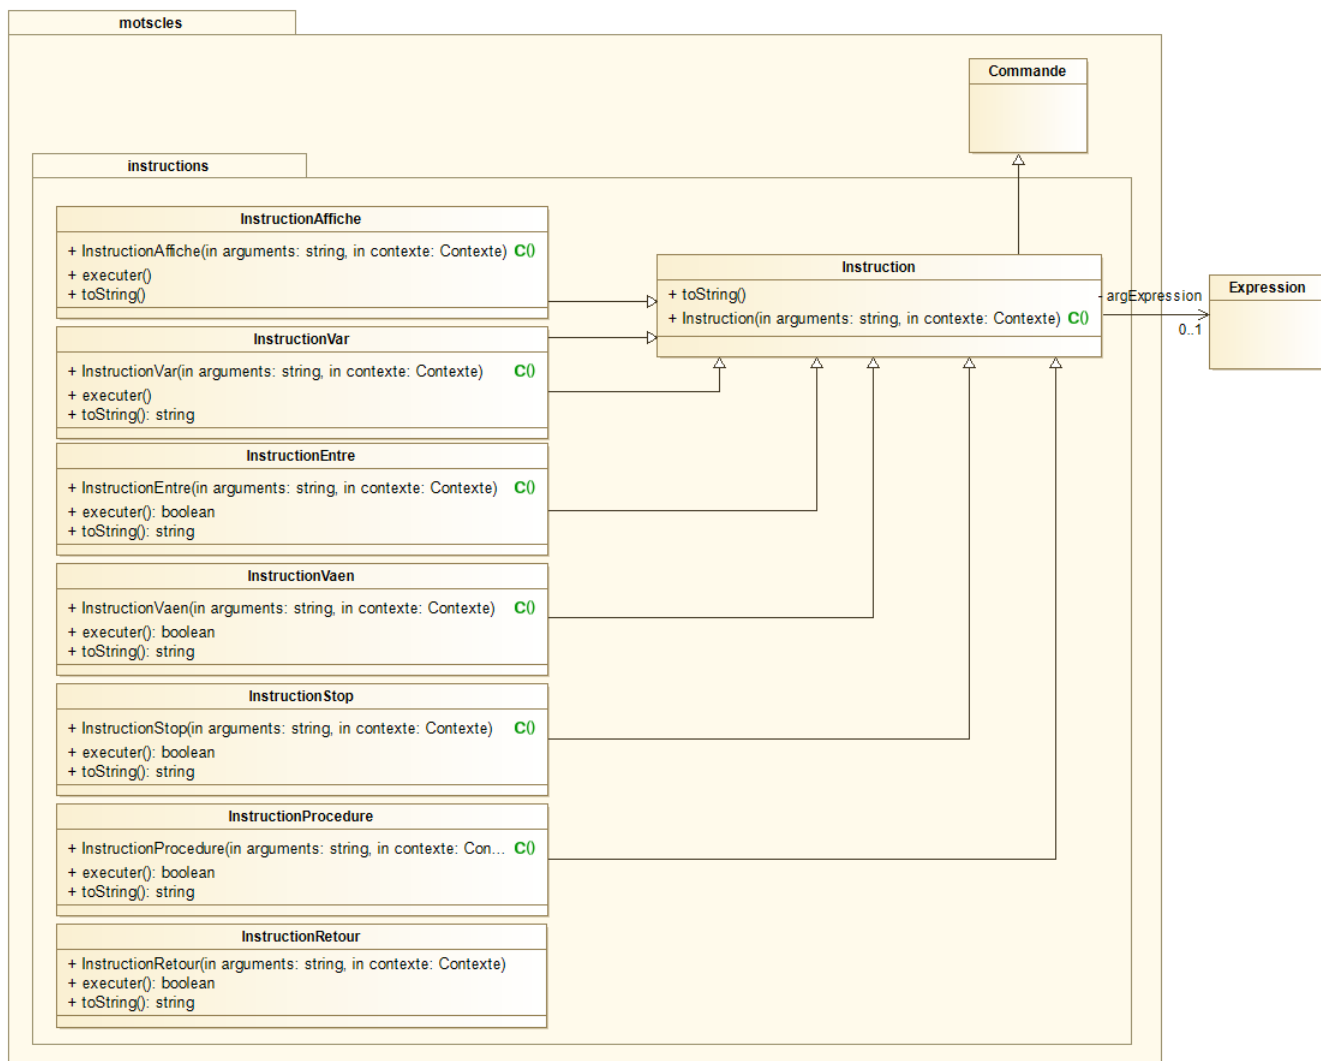 motscles
Commande
instructions
InstructionAffiche
+ InstructionAffiche(in arguments: string, in contexte: Contexte) C()
+ executer()
+ toString()
Instruction
+ toString()
+ Instruction(in arguments: string, in contexte: Contexte) C()
- argExpression
0..1
Expression
InstructionVar
+ InstructionVar(in arguments: string, in contexte: Contexte) C()
+ executer()
+ toString(): string
InstructionEntre
+ InstructionEntre(in arguments: string, in contexte: Contexte) C()
+ executer(): boolean
+ toString(): string
InstructionVaen
+ InstructionVaen(in arguments: string, in contexte: Contexte) C()
+ executer(): boolean
+ toString(): string
InstructionStop
+ InstructionStop(in arguments: string, in contexte: Contexte) C()
+ executer(): boolean
+ toString(): string
InstructionProcedure
+ InstructionProcedure(in arguments: string, in contexte: Con... C()
+ executer(): boolean
+ toString(): string
InstructionRetour
+ InstructionRetour(in arguments: string, in contexte: Contexte)
+ executer(): boolean
+ toString(): string